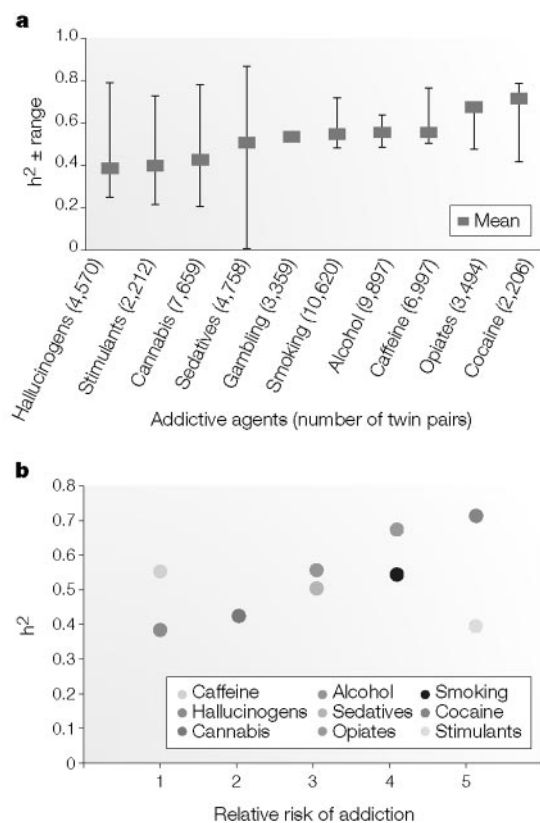 a
1.0
0.8
0.6
0.4
0.2
0
h² ± range
Mean
Hallucinogens (4,570)
Stimulants (2,212)
Cannabis (7,659)
Sedatives (4,758)
Gambling (3,359)
Smoking (10,620)
Alcohol (9,897)
Caffeine (6,997)
Opiates (3,494)
Cocaine (2,206)
Addictive agents (number of twin pairs)
b
0.8
0.7
0.6
0.5
0.4
0.3
0.2
0.1
0
h²
Caffeine Alcohol Smoking
Hallucinogens Sedatives Cocaine
Cannabis Opiates Stimulants
1 2 3 4 5
Relative risk of addiction